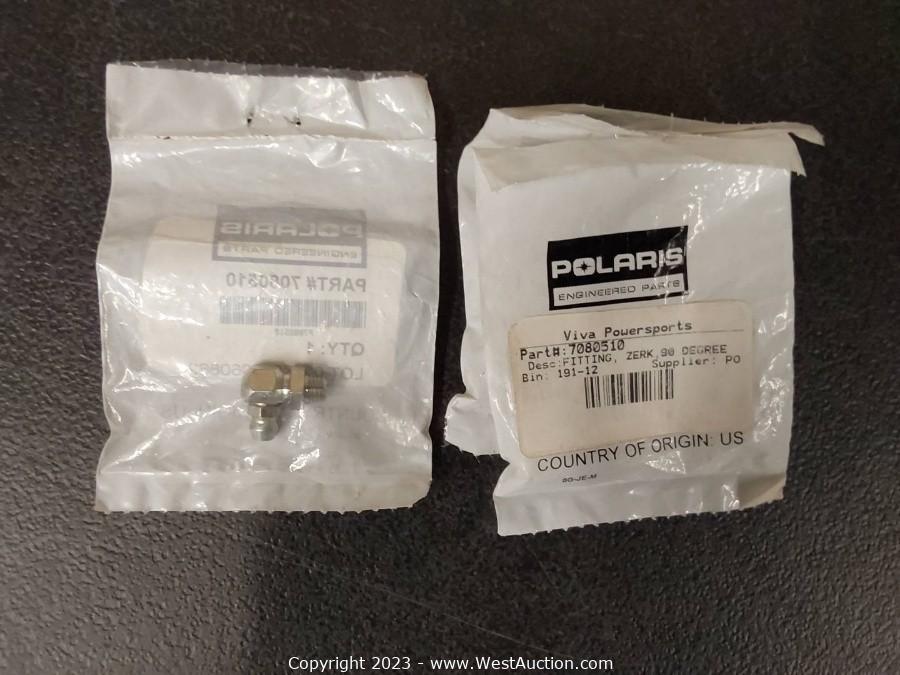 POLARIS
ENGINEERED PARTS
PART# 7080510
QTY: 1
POLARIS
ENGINEERED PARTS
Viva Powersports
Part#:7080510
Desc:FITTING, ZERK,90 DEGREE
Bin: 191-12 Supplier: PO
COUNTRY OF ORIGIN: US
Copyright 2023 - www.WestAuction.com